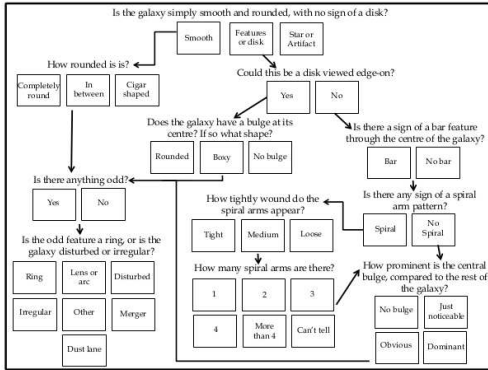 Is the galaxy simply smooth and rounded, with no sign of a disk?
Smooth
Features
or disk
Star or
Artifact
How rounded is is?
Completely
round
In
between
Cigar
shaped
Could this be a disk viewed edge-on?
Yes
No
Does the galaxy have a bulge at its
centre? If so what shape?
Rounded
Boxy
No bulge
Is there a sign of a bar feature
through the centre of the galaxy?
Bar
No bar
Is there anything odd?
Yes
No
Is there any sign of a spiral
arm pattern?
Spiral
No
Spiral
How tightly wound do the
spiral arms appear?
Tight
Medium
Loose
Is the odd feature a ring, or is the
galaxy disturbed or irregular?
Ring
Lens or
arc
Disturbed
Irregular
Other
Merger
Dust lane
How many spiral arms are there?
1
2
3
4
More
than 4
Can't tell
How prominent is the central
bulge, compared to the rest of
the galaxy?
No bulge
Just
noticeable
Obvious
Dominant